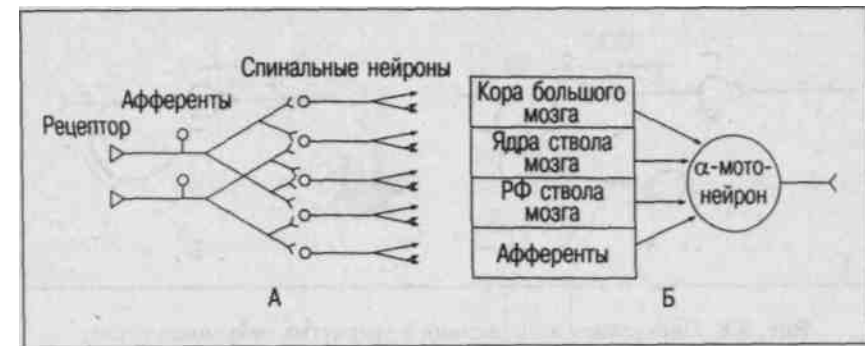 Спинальные нейроны
Афференты
Рецептор
А
Кора большого
мозга
Ядра ствола
мозга
РФ ствола
мозга
Афференты
α-мото-
нейрон
Б